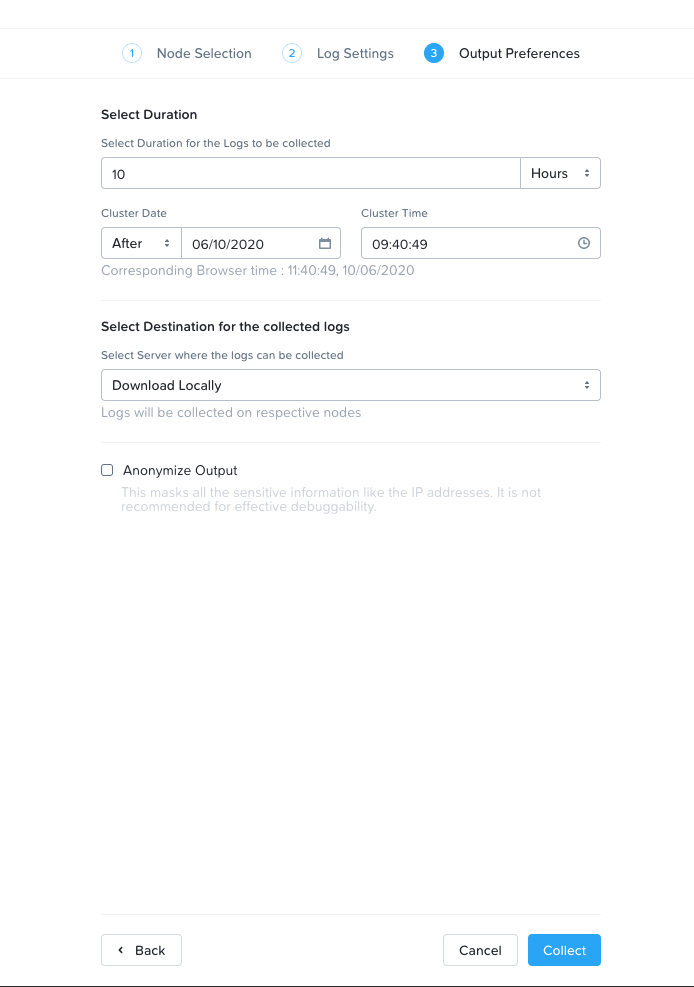 1 Node Selection 2 Log Settings 3 Output Preferences
Select Duration
Select Duration for the Logs to be collected
10 Hours
Cluster Date Cluster Time
After 06/10/2020 09:40:49
Corresponding Browser time : 11:40:49, 10/06/2020
Select Destination for the collected logs
Select Server where the logs can be collected
Download Locally
Logs will be collected on respective nodes
Anonymize Output
This masks all the sensitive information like the IP addresses. It is not
recommended for effective debuggability.
Back Cancel Collect